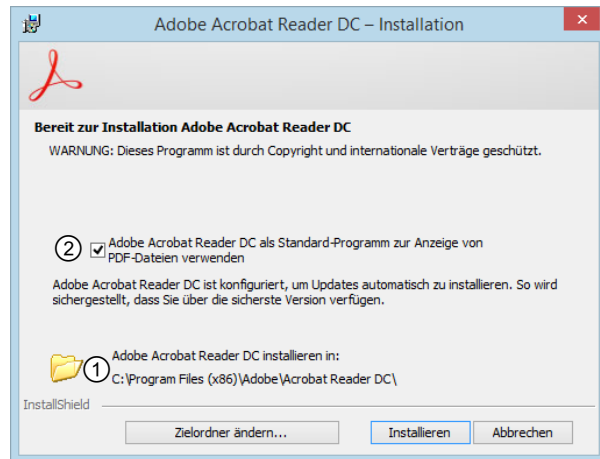 Adobe Acrobat Reader DC – Installation
Bereit zur Installation Adobe Acrobat Reader DC
WARNUNG: Dieses Programm ist durch Copyright und internationale Verträge geschützt.
② Adobe Acrobat Reader DC als Standard-Programm zur Anzeige von
PDF-Dateien verwenden
Adobe Acrobat Reader DC ist konfiguriert, um Updates automatisch zu installieren. So wird
sichergestellt, dass Sie über die sicherste Version verfügen.
Adobe Acrobat Reader DC installieren in:
①
C:\Program Files (x86)\Adobe\Acrobat Reader DC\
InstallShield
Zielordner ändern... Installieren Abbrechen